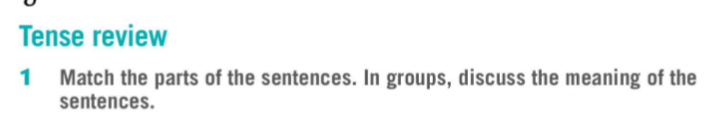 Tense review
1 Match the parts of the sentences. In groups, discuss the meaning of the
sentences.